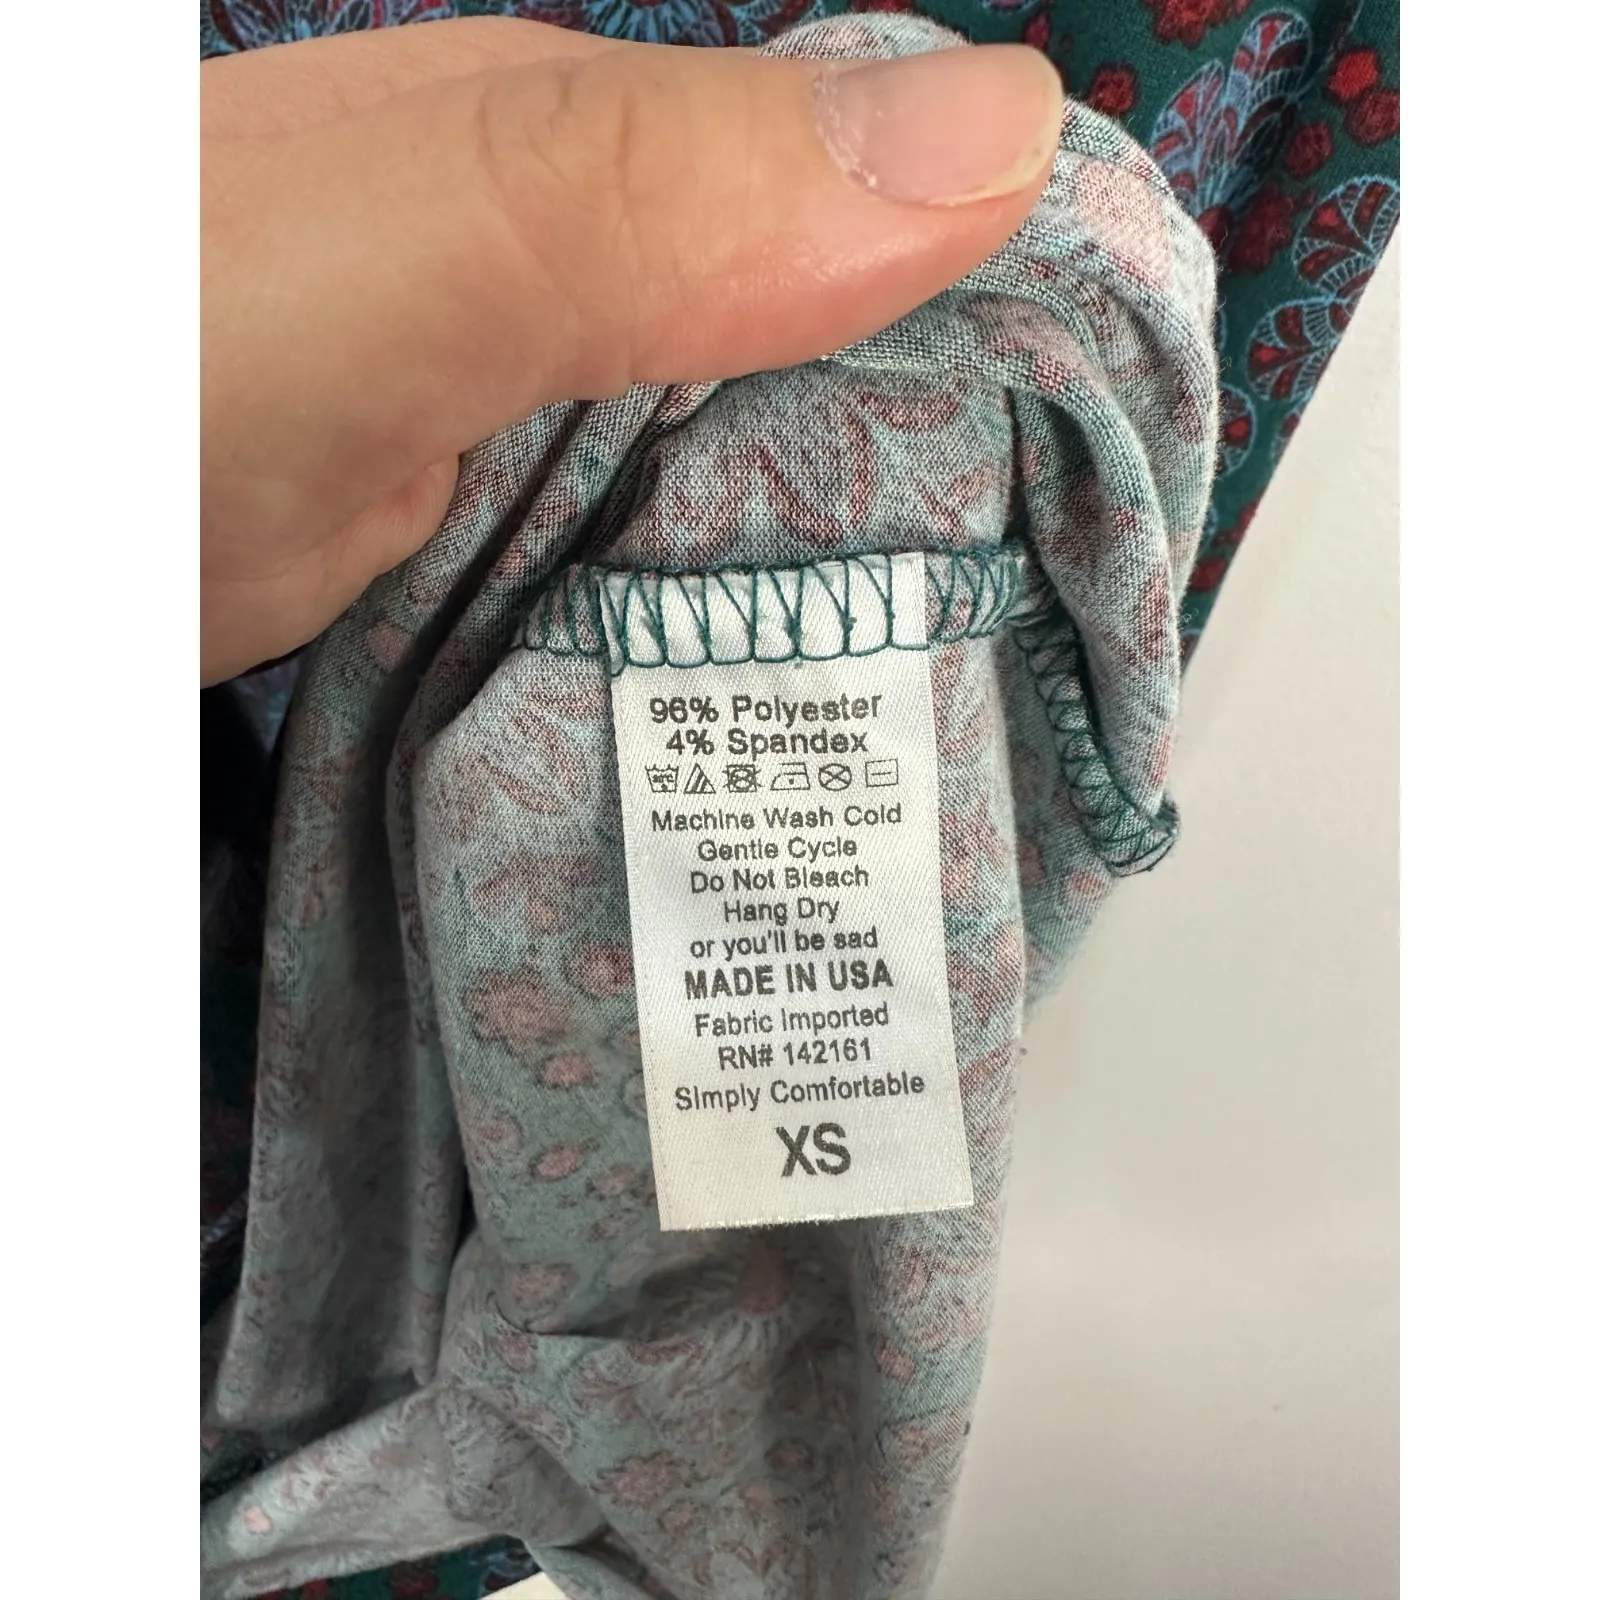 96% Polyester
4% Spandex
Machine Wash Cold
Gentle Cycle
Do Not Bleach
Hang Dry
or you'll be sad
MADE IN USA
Fabric Imported
RN# 142161
Simply Comfortable
XS